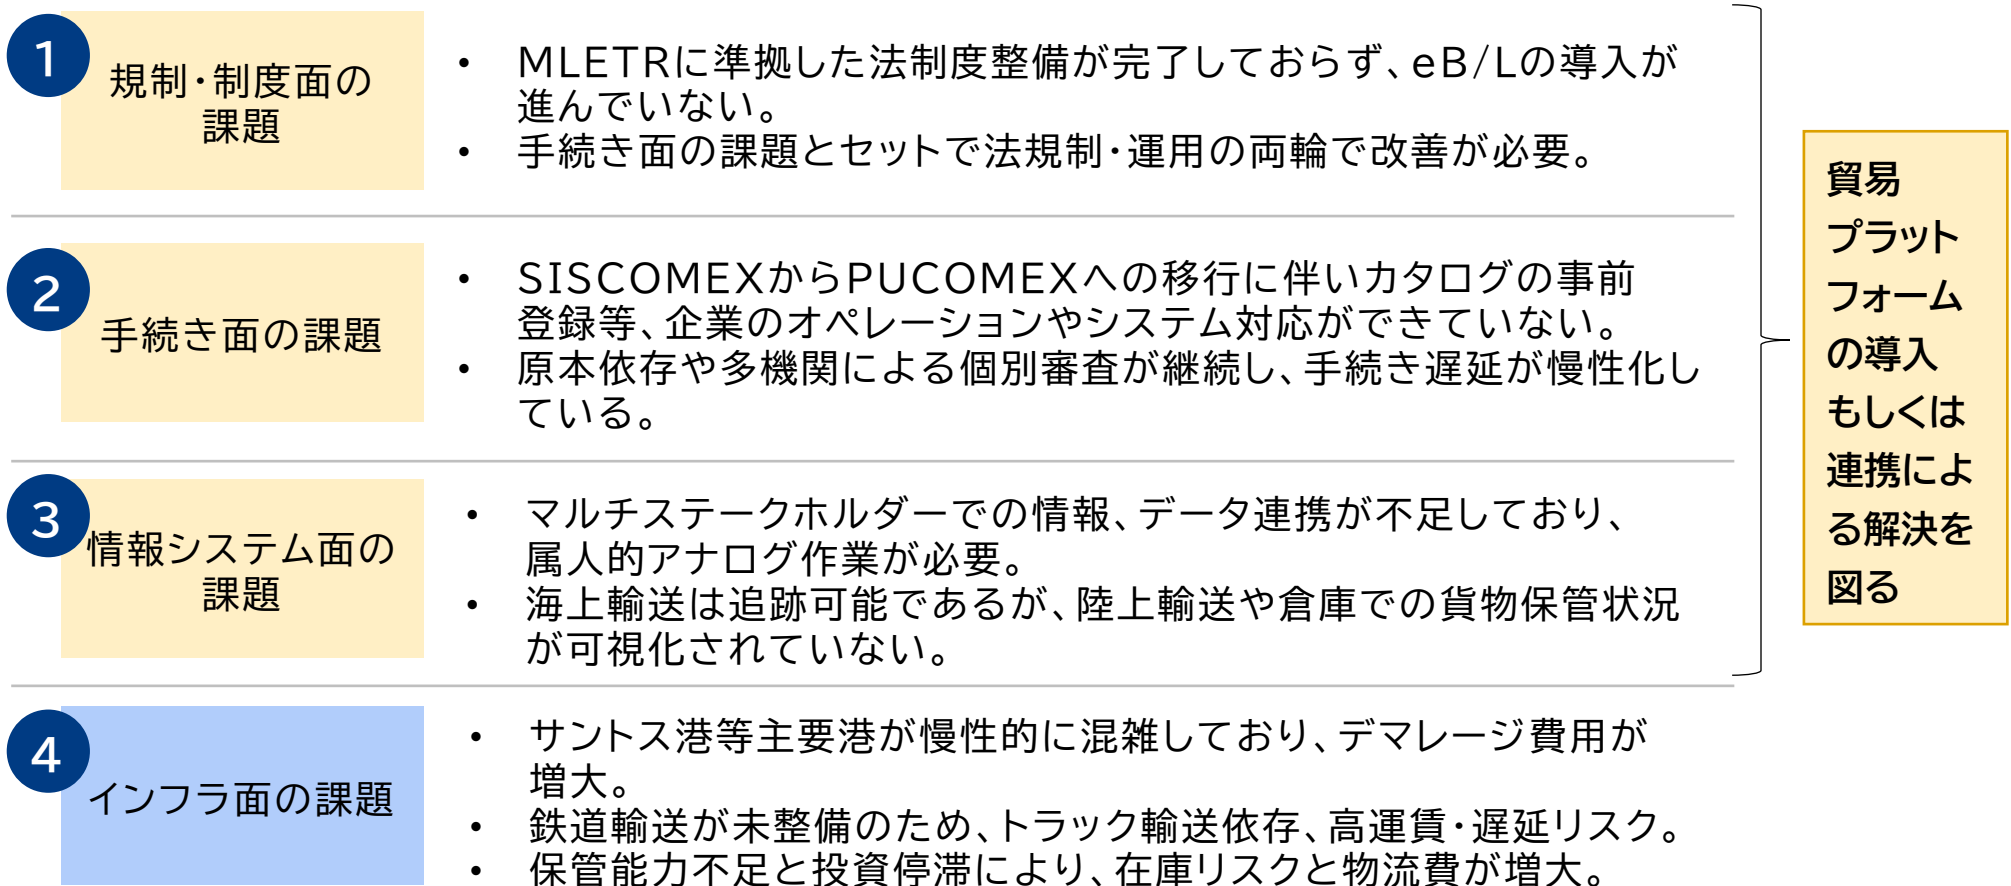 1
規制・制度面の
課題
• MLETRに準拠した法制度整備が完了しておらず、eB/Lの導入が
進んでいない。
• 手続き面の課題とセットで法規制・運用の両輪で改善が必要。
2
手続き面の課題
• SISCOMEXからPUCOMEXへの移行に伴いカタログの事前
登録等、企業のオペレーションやシステム対応ができていない。
• 原本依存や多機関による個別審査が継続し、手続き遅延が慢性化し
ている。
3
情報システム面の
課題
• マルチステークホルダーでの情報、データ連携が不足しており、
属人的アナログ作業が必要。
• 海上輸送は追跡可能であるが、陸上輸送や倉庫での貨物保管状況
が可視化されていない。
4
インフラ面の課題
• サントス港等主要港が慢性的に混雑しており、デマレージ費用が
増大。
• 鉄道輸送が未整備のため、トラック輸送依存、高運賃・遅延リスク。
• 保管能力不足と投資停滞により、在庫リスクと物流費が増大。
貿易
プラット
フォーム
の導入
もしくは
連携によ
る解決を
図る